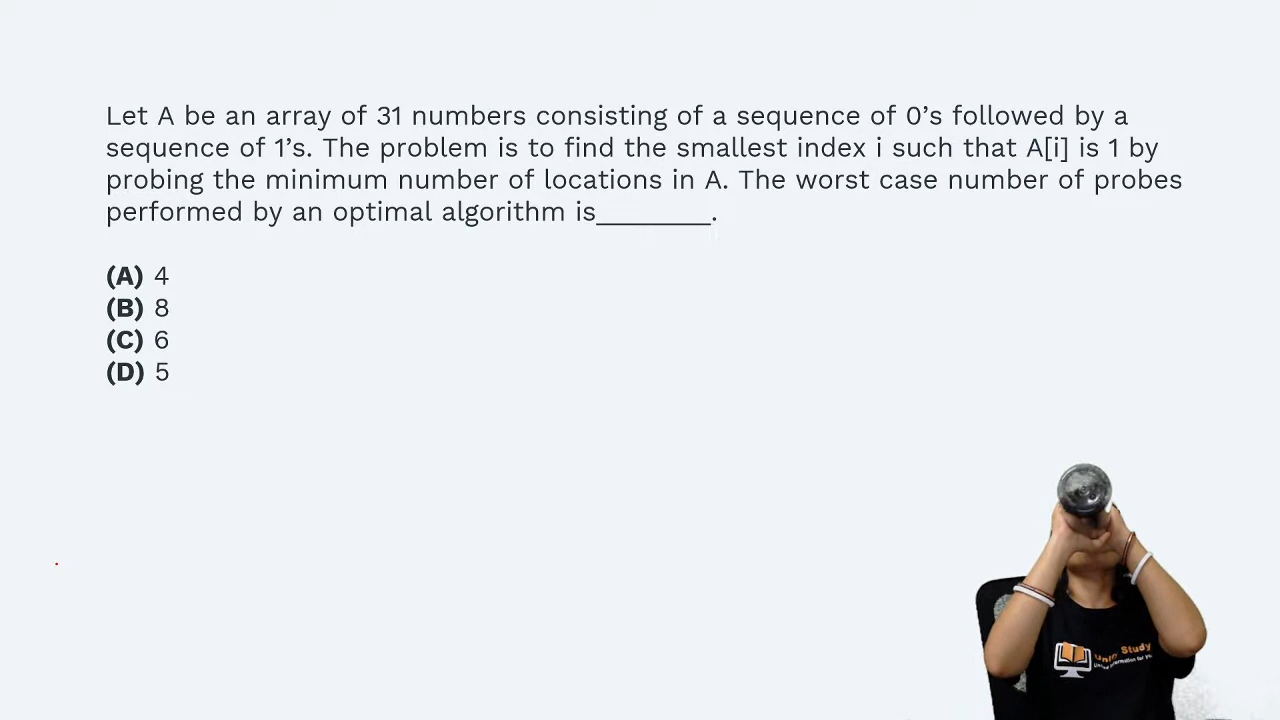 Let A be an array of 31 numbers consisting of a sequence of 0’s followed by a
sequence of 1’s. The problem is to find the smallest index i such that A[i] is 1 by
probing the minimum number of locations in A. The worst case number of probes
performed by an optimal algorithm is________.
(A) 4
(B) 8
(C) 6
(D) 5
Study